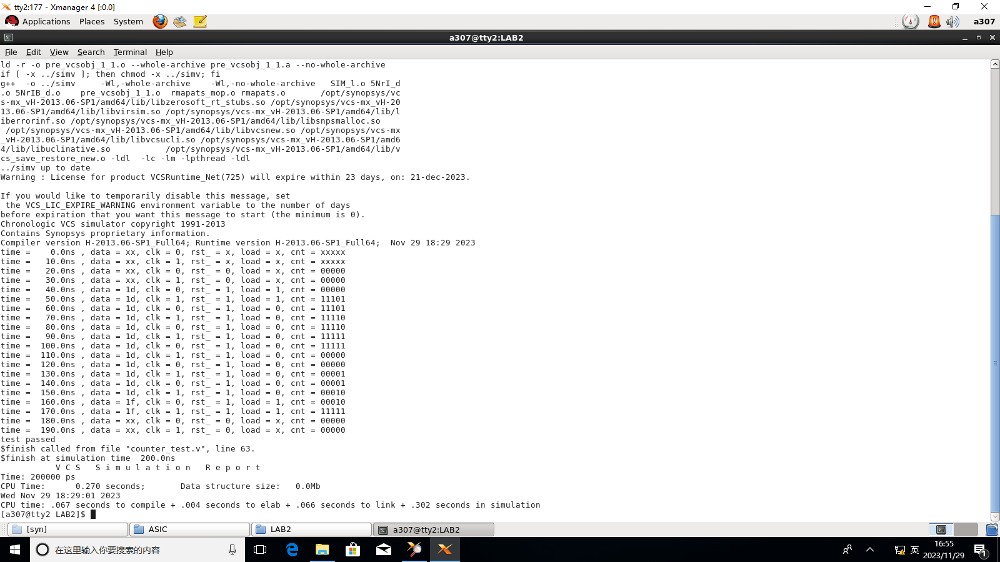 tty2:177 - Xmanager 4 [:0.0]
Applications Places System
a307
a307@tty2:LAB2
File Edit View Search Terminal Help
ld -r -o pre_vcsobj_1_1.o --whole-archive pre_vcsobj_1_1.a --no-whole-archive
if [ -x ../simv ]; then chmod -x ../simv; fi
g++  -o ../simv     -Wl,-whole-archive    -Wl,-no-whole-archive   SIM_l.o 5NrI_d
.o 5NrIB_d.o    pre_vcsobj_1_1.o  rmapats_mop.o rmapats.o       /opt/synopsys/vc
s-mx_vH-2013.06-SP1/amd64/lib/libzerosoft_rt_stubs.so /opt/synopsys/vcs-mx_vH-20
13.06-SP1/amd64/lib/libvirsim.so /opt/synopsys/vcs-mx_vH-2013.06-SP1/amd64/lib/l
iberrorinf.so /opt/synopsys/vcs-mx_vH-2013.06-SP1/amd64/lib/libsnpsmalloc.so
 /opt/synopsys/vcs-mx_vH-2013.06-SP1/amd64/lib/libvcsnew.so /opt/synopsys/vcs-mx
_vH-2013.06-SP1/amd64/lib/libvcsucli.so /opt/synopsys/vcs-mx_vH-2013.06-SP1/amd6
4/lib/libuclinative.so           /opt/synopsys/vcs-mx_vH-2013.06-SP1/amd64/lib/v
cs_save_restore_new.o -ldl  -lc -lm -lpthread -ldl
../simv up to date
Warning : License for product VCSRuntime_Net(725) will expire within 23 days, on: 21-dec-2023.
If you would like to temporarily disable this message, set
 the VCS_LIC_EXPIRE_WARNING environment variable to the number of days
before expiration that you want this message to start (the minimum is 0).
Chronologic VCS simulator copyright 1991-2013
Contains Synopsys proprietary information.
Compiler version H-2013.06-SP1_Full64; Runtime version H-2013.06-SP1_Full64;  Nov 29 18:29 2023
time =    0.0ns , data = xx, clk = 0, rst_ = x, load = x, cnt = xxxxx
time =   10.0ns , data = xx, clk = 1, rst_ = x, load = x, cnt = xxxxx
time =   20.0ns , data = xx, clk = 0, rst_ = 0, load = x, cnt = 00000
time =   30.0ns , data = xx, clk = 1, rst_ = 0, load = x, cnt = 00000
time =   40.0ns , data = 1d, clk = 0, rst_ = 1, load = 1, cnt = 00000
time =   50.0ns , data = 1d, clk = 1, rst_ = 1, load = 1, cnt = 11101
time =   60.0ns , data = 1d, clk = 0, rst_ = 1, load = 0, cnt = 11101
time =   70.0ns , data = 1d, clk = 1, rst_ = 1, load = 0, cnt = 11110
time =   80.0ns , data = 1d, clk = 0, rst_ = 1, load = 0, cnt = 11110
time =   90.0ns , data = 1d, clk = 1, rst_ = 1, load = 0, cnt = 11111
time =  100.0ns , data = 1d, clk = 0, rst_ = 1, load = 0, cnt = 11111
time =  110.0ns , data = 1d, clk = 1, rst_ = 1, load = 0, cnt = 00000
time =  120.0ns , data = 1d, clk = 0, rst_ = 1, load = 0, cnt = 00000
time =  130.0ns , data = 1d, clk = 1, rst_ = 1, load = 0, cnt = 00001
time =  140.0ns , data = 1d, clk = 0, rst_ = 1, load = 0, cnt = 00001
time =  150.0ns , data = 1d, clk = 1, rst_ = 1, load = 0, cnt = 00010
time =  160.0ns , data = 1f, clk = 0, rst_ = 1, load = 1, cnt = 00010
time =  170.0ns , data = 1f, clk = 1, rst_ = 1, load = 1, cnt = 11111
time =  180.0ns , data = xx, clk = 0, rst_ = 0, load = x, cnt = 00000
time =  190.0ns , data = xx, clk = 1, rst_ = 0, load = x, cnt = 00000
test passed
$finish called from file "counter_test.v", line 63.
$finish at simulation time  200.0ns
           V C S   S i m u l a t i o n   R e p o r t
Time: 200000 ps
CPU Time:      0.270 seconds;       Data structure size:   0.0Mb
Wed Nov 29 18:29:01 2023
CPU time: .067 seconds to compile + .004 seconds to elab + .066 seconds to link + .302 seconds in simulation
[a307@tty2 LAB2]$
[syn] ASIC LAB2 a307@tty2:LAB2
在这里输入你要搜索的内容
英
16:55
2023/11/29
1